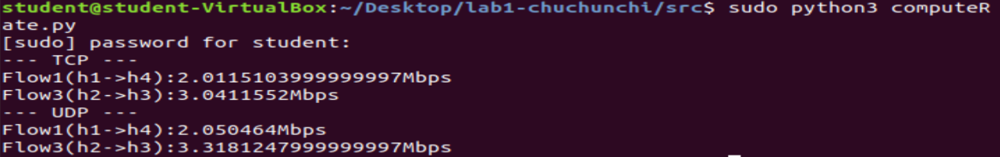 student@student-VirtualBox:~/Desktop/lab1-chuchunchi/src$ sudo python3 computeR
ate.py
[sudo] password for student:
--- TCP ---
Flow1(h1->h4):2.0115103999999997Mbps
Flow3(h2->h3):3.0411552Mbps
--- UDP ---
Flow1(h1->h4):2.050464Mbps
Flow3(h2->h3):3.3181247999999997Mbps